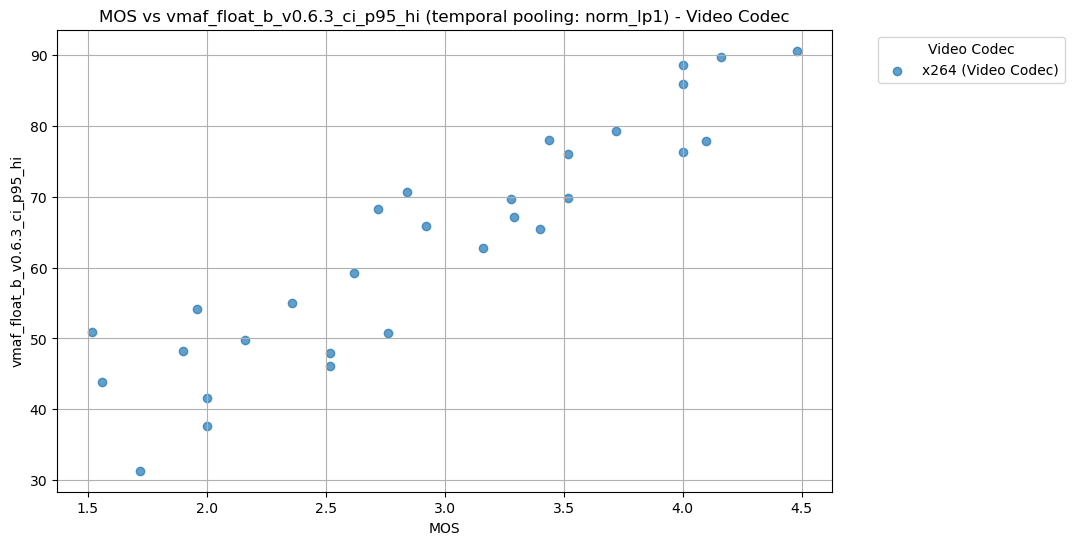 MOS vs vmaf_float_b_v0.6.3_ci_p95_hi (temporal pooling: norm_lp1) - Video Codec
Video Codec
x264 (Video Codec)
vmaf_float_b_v0.6.3_ci_p95_hi
90
80
70
60
50
40
30
1.5
2.0
2.5
3.0
3.5
4.0
4.5
MOS